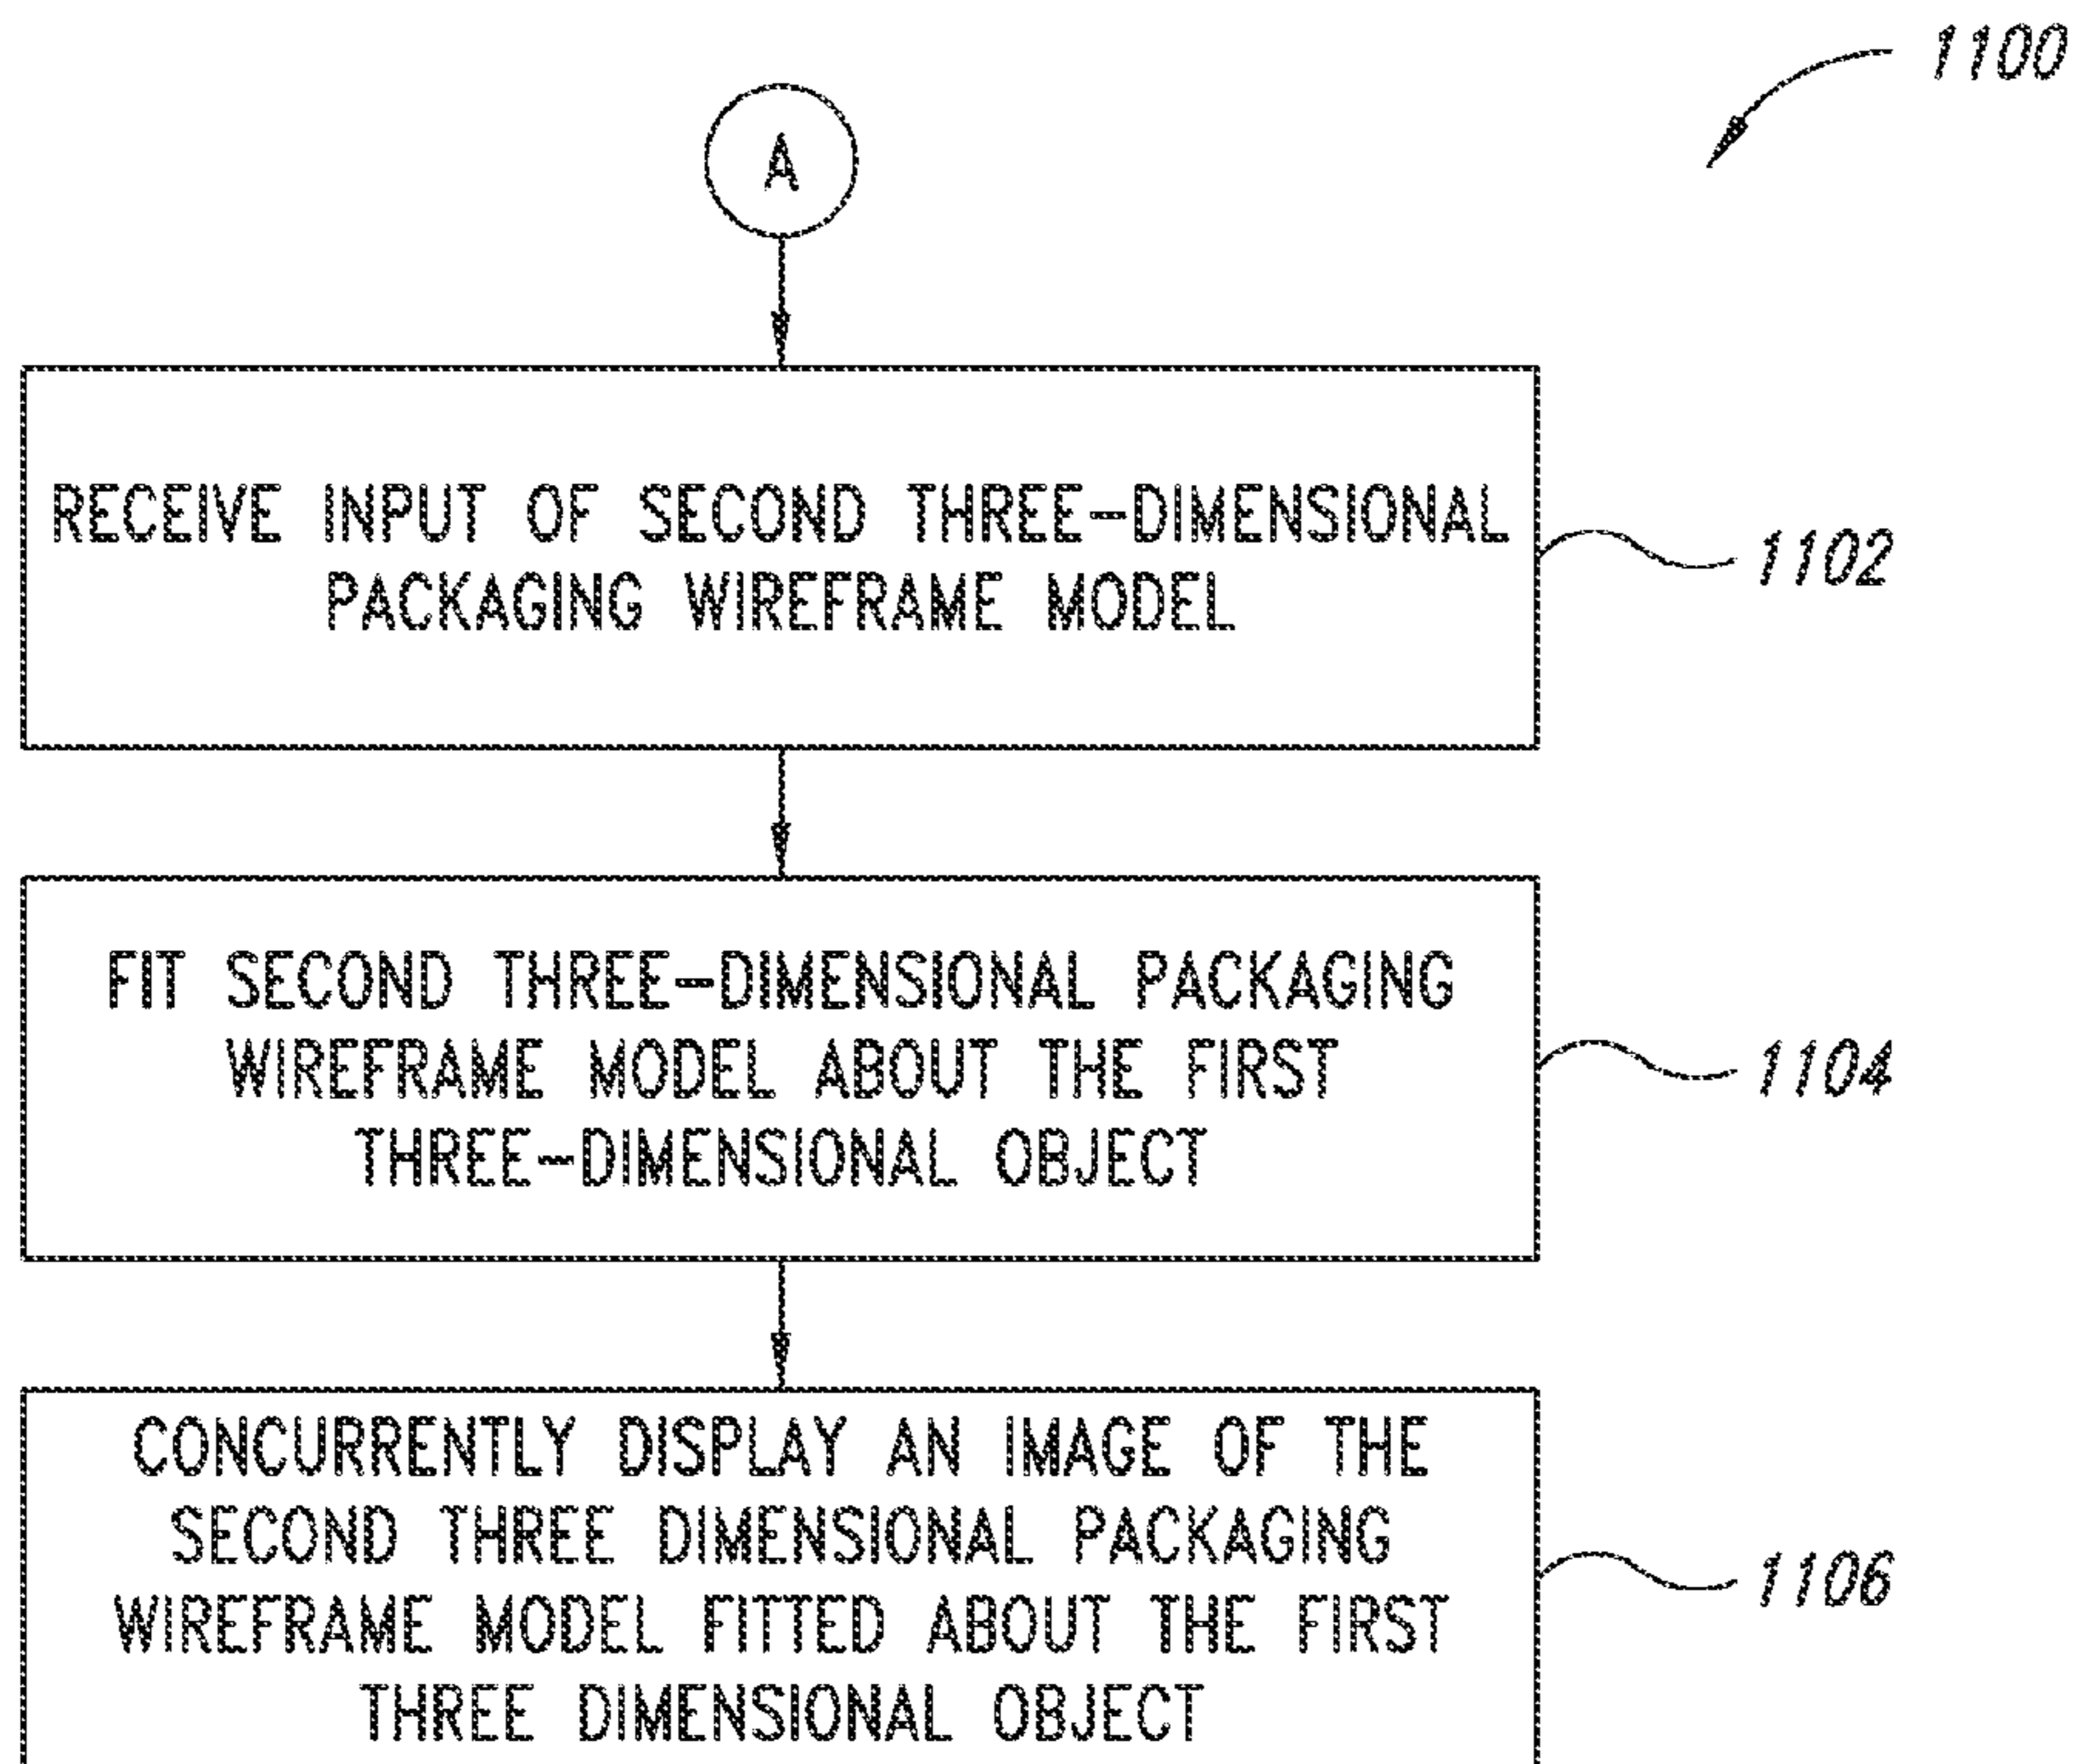 1100
A
RECEIVE INPUT OF SECOND THREE-DIMENSIONAL
PACKAGING WIREFRAME MODEL
1102
FIT SECOND THREE-DIMENSIONAL PACKAGING
WIREFRAME MODEL ABOUT THE FIRST
THREE-DIMENSIONAL OBJECT
1104
CONCURRENTLY DISPLAY AN IMAGE OF THE
SECOND THREE DIMENSIONAL PACKAGING
WIREFRAME MODEL FITTED ABOUT THE FIRST
THREE DIMENSIONAL OBJECT
1106